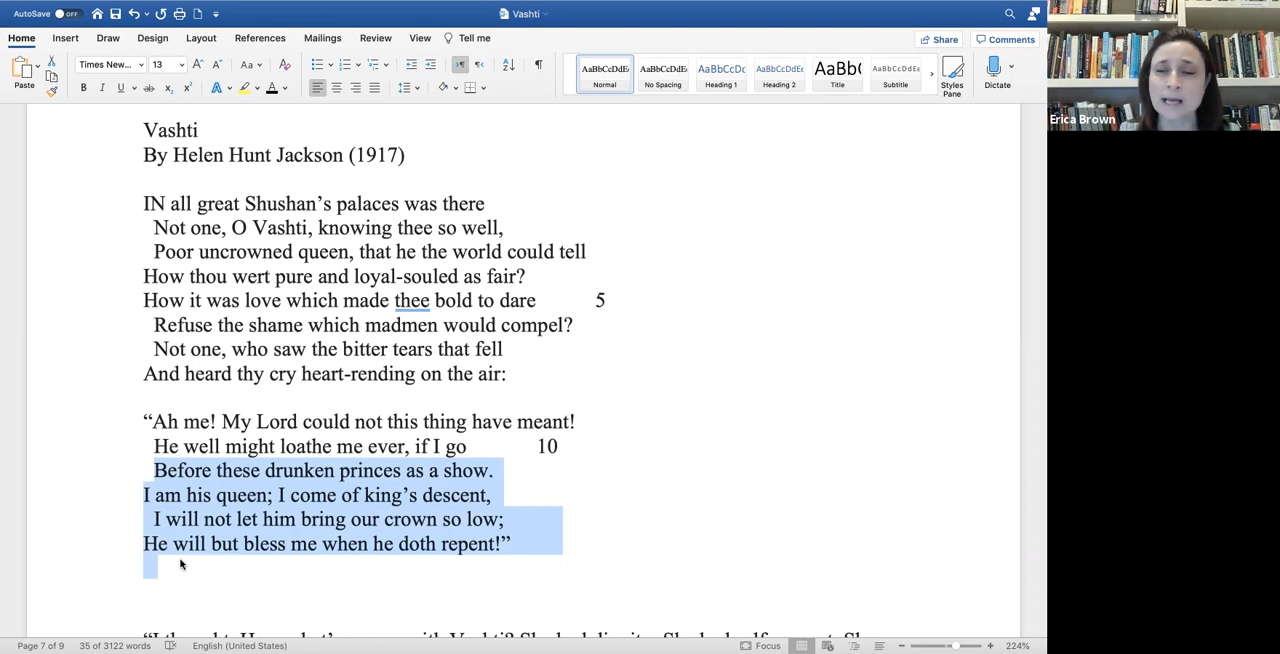 AutoSave OFF
Vashti
Home Insert Draw Design Layout References Mailings Review View Tell me
Share Comments
Paste
Times New... 13
Aa
AaBbCcDdEe AaBbCcDdEe AaBbCcDc AaBbCcDdEe AaBb( AaBbCcDdEe
Normal No Spacing Heading 1 Heading 2 Title Subtitle
Styles Pane
Dictate
Erica Brown
Vashti
By Helen Hunt Jackson (1917)
IN all great Shushan’s palaces was there
Not one, O Vashti, knowing thee so well,
Poor uncrowned queen, that he the world could tell
How thou wert pure and loyal-souled as fair?
How it was love which made thee bold to dare 5
Refuse the shame which madmen would compel?
Not one, who saw the bitter tears that fell
And heard thy cry heart-rending on the air:
“Ah me! My Lord could not this thing have meant!
He well might loathe me ever, if I go 10
Before these drunken princes as a show.
I am his queen; I come of king’s descent,
I will not let him bring our crown so low;
He will but bless me when he doth repent!”
Page 7 of 9 35 of 3122 words English (United States) Focus 224%